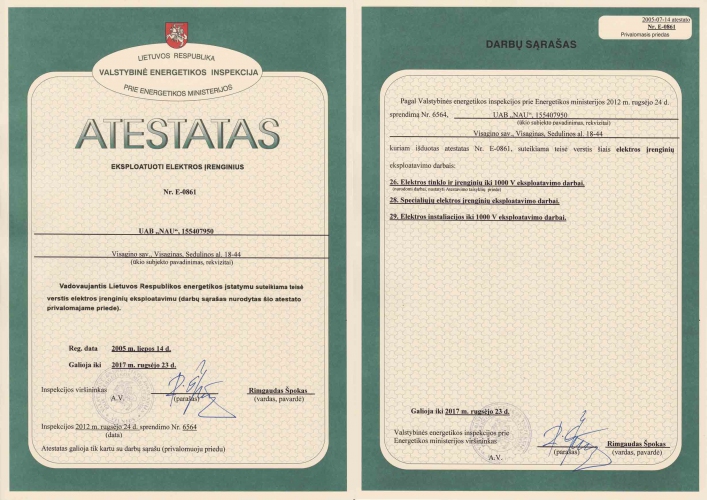 LIETUVOS RESPUBLIKA
VALSTYBINĖ ENERGETIKOS INSPEKCIJA
PRIE ENERGETIKOS MINISTERIJOS
ATESTATAS
EKSPLOATUOTI ELEKTROS ĮRENGINIUS
Nr. E-0861
UAB „NAU“, 155407950
Visagino sav., Visaginas, Sedulinos al. 18-44
(ūkio subjekto pavadinimas, rekvizitai)
Vadovaujantis Lietuvos Respublikos energetikos įstatymu suteikiama teisė
verstis elektros įrenginių eksploatavimu (darbų sąrašas nurodytas šio atestato
privalomajame priede).
Reg. data 2005 m. liepos 14 d.
Galioja iki 2017 m. rugsėjo 23 d.
Inspekcijos viršininkas
Rimgaudas Špokas
A.V. (parašas) (vardas, pavardė)
Inspekcijos 2012 m. rugsėjo 24 d. sprendimo Nr. 6564
(data)
Atestatas galioja tik kartu su darbų sąrašu (privalomuoju priedu)
2005-07-14 atestato
Nr. E-0861
Privalomasis priedas
DARBŲ SĄRAŠAS
Pagal Valstybinės energetikos inspekcijos prie Energetikos ministerijos 2012 m. rugsėjo 24 d.
sprendimą Nr. 6564, UAB „NAU“, 155407950
(ūkio subjekto pavadinimas, rekvizitai)
Visagino sav., Visaginas, Sedulinos al. 18-44
kuriam išduotas atestatas Nr. E-0861, suteikiama teisė verstis šiais elektros įrenginių
eksploatavimo darbais:
26. Elektros tinklo ir įrenginių iki 1000 V eksploatavimo darbai.
28. Specialiųjų elektros įrenginių eksploatavimo darbai.
29. Elektros instaliacijos iki 1000 V eksploatavimo darbai.
Galioja iki 2017 m. rugsėjo 23 d.
Valstybinės energetikos inspekcijos prie
Energetikos ministerijos viršininkas
Rimgaudas Špokas
A.V. (parašas) (vardas, pavardė)